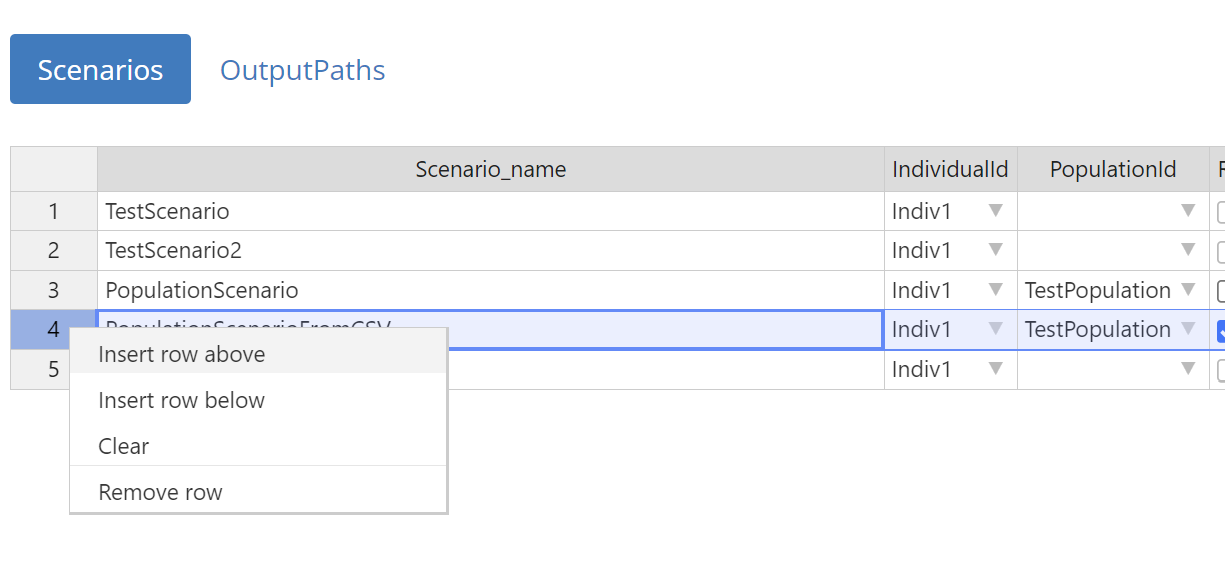 Scenarios OutputPaths
Scenario_name IndividualId PopulationId
1 TestScenario Indiv1
2 TestScenario2 Indiv1
3 PopulationScenario Indiv1 TestPopulation
4 PopulationScenarioFromCSV Indiv1 TestPopulation
5 Indiv1
Insert row above
Insert row below
Clear
Remove row